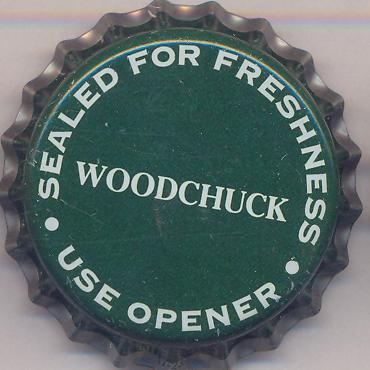 SEALED FOR FRESHNESS
WOODCHUCK
• USE OPENER •